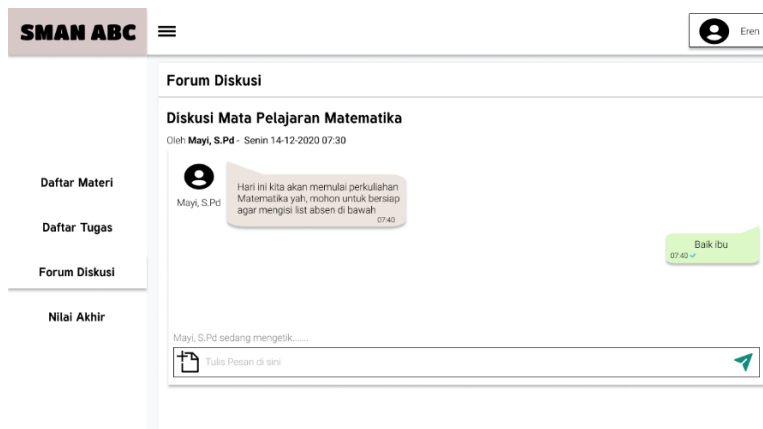 SMAN ABC
Eren
Forum Diskusi
Diskusi Mata Pelajaran Matematika
Oleh Mayi, S.Pd - Senin 14-12-2020 07:30
Daftar Materi
Daftar Tugas
Forum Diskusi
Nilai Akhir
Mayi, S.Pd
Hari ini kita akan memulai perkuliahan
Matematika yah, mohon untuk bersiap
agar mengisi list absen di bawah
07:40
Baik ibu
07:40
Mayi, S.Pd sedang mengetik.......
Tulis Pesan di sini